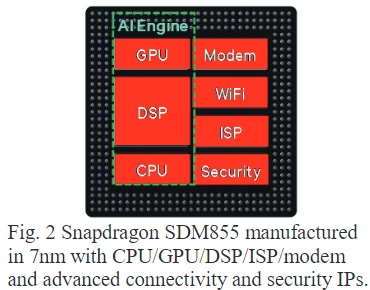 AI Engine
GPU
Modem
WiFi
DSP
ISP
CPU
Security
Fig. 2 Snapdragon SDM855 manufactured
in 7nm with CPU/GPU/DSP/ISP/modem
and advanced connectivity and security IPs.